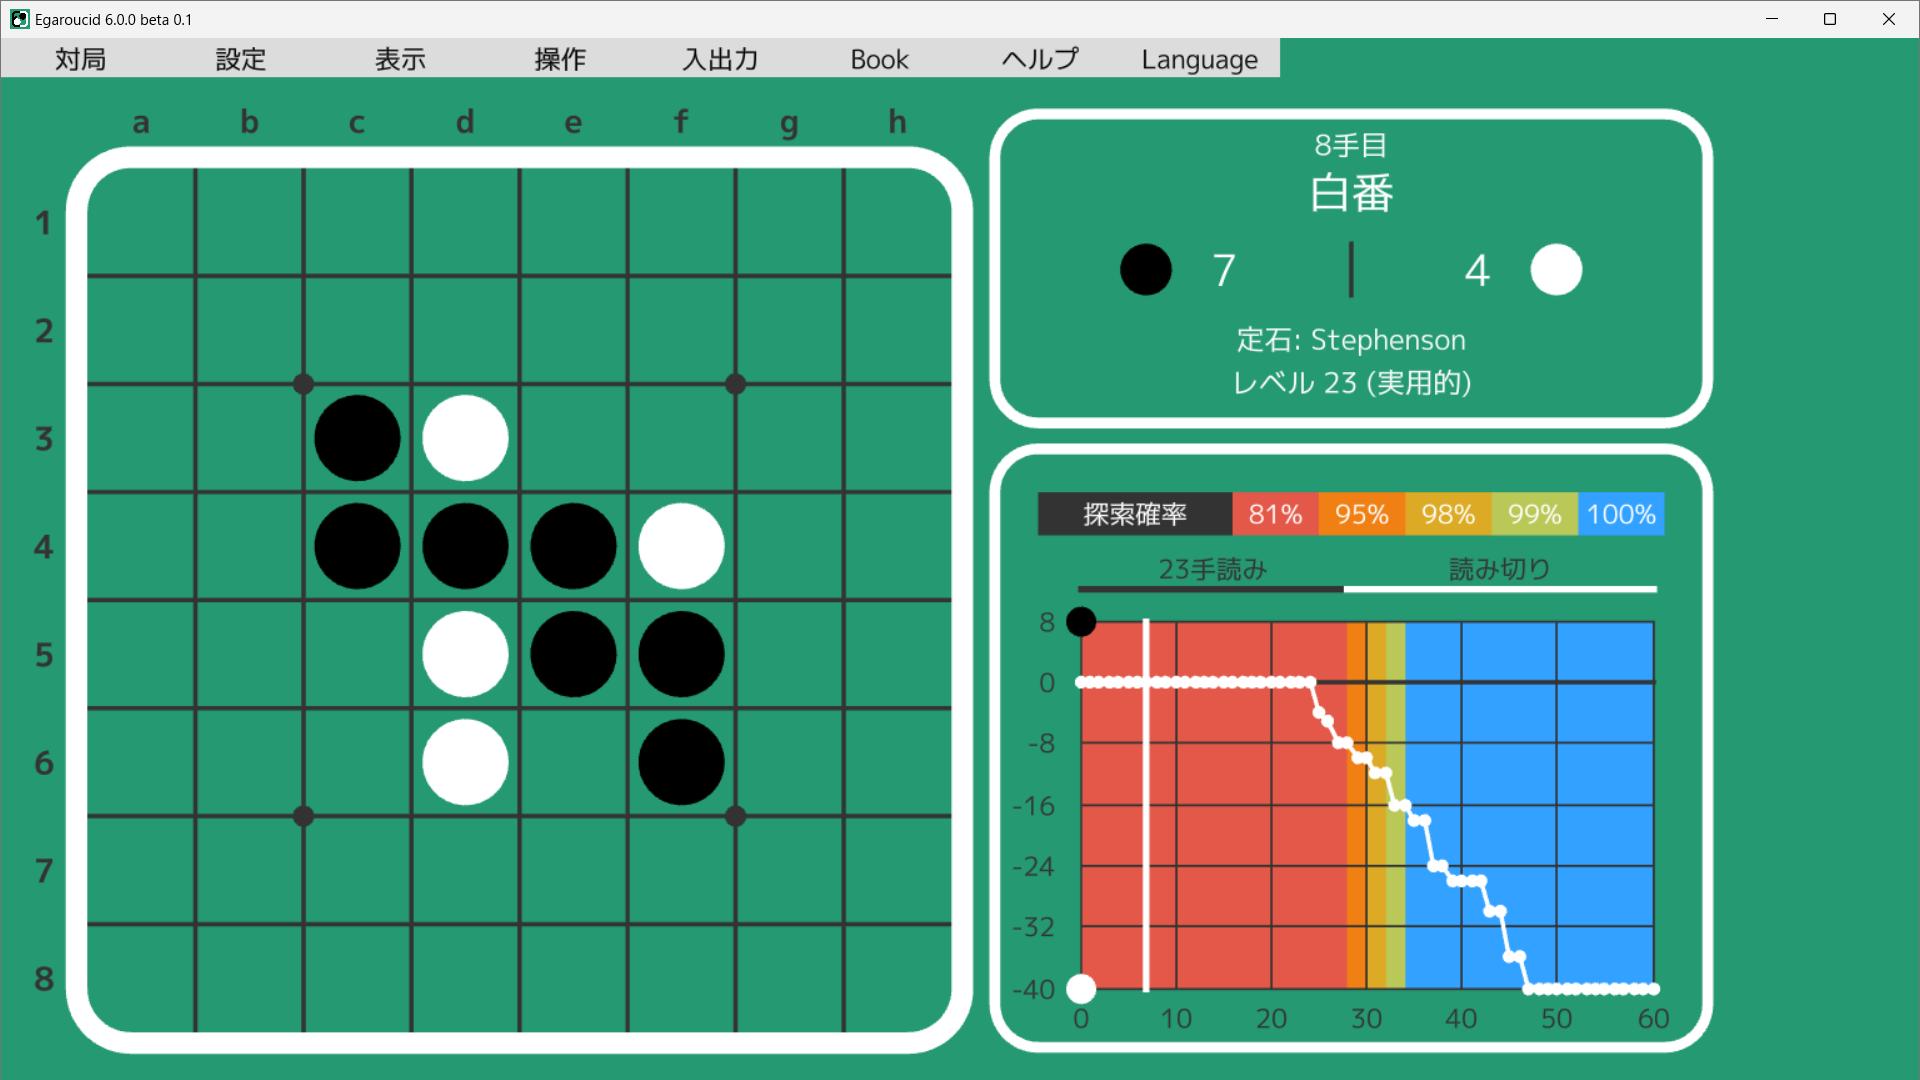 Egaroucid 6.0.0 beta 0.1
対局 設定 表示 操作 入出力 Book ヘルプ Language
a b c d e f g h
1
2
3
4
5
6
7
8
8手目
白番
7 4
定石: Stephenson
レベル 23 (実用的)
探索確率 81% 95% 98% 99% 100%
23手読み 読み切り
8
0
-8
-16
-24
-32
-40
0 10 20 30 40 50 60